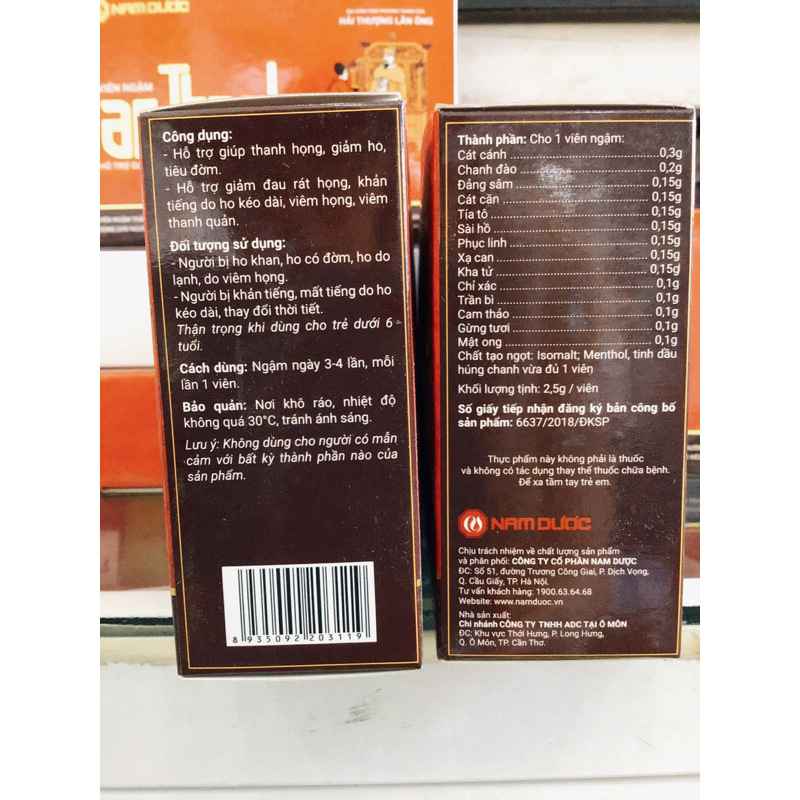 NAM DƯỢC
HẢI THƯỢNG LÃN ÔNG
VIÊN NGẬM
Công dụng:
- Hỗ trợ giúp thanh họng, giảm ho,
tiêu đờm.
- Hỗ trợ giảm đau rát họng, khản
tiếng do ho kéo dài, viêm họng, viêm
thanh quản.
Đối tượng sử dụng:
- Người bị ho khan, ho có đờm, ho do
lạnh, do viêm họng.
- Người bị khản tiếng, mất tiếng do ho
kéo dài, thay đổi thời tiết.
Thận trọng khi dùng cho trẻ dưới 6
tuổi.
Cách dùng: Ngậm ngày 3-4 lần, mỗi
lần 1 viên.
Bảo quản: Nơi khô ráo, nhiệt độ
không quá 30°C, tránh ánh sáng.
Lưu ý: Không dùng cho người có mẫn
cảm với bất kỳ thành phần nào của
sản phẩm.
8 935092 203119
Thành phần: Cho 1 viên ngậm:
Cát cánh ........ 0,3g
Chanh đào ........ 0,2g
Đảng sâm ........ 0,15g
Cát căn ........ 0,15g
Tía tô ........ 0,15g
Sài hồ ........ 0,15g
Phục linh ........ 0,15g
Xạ can ........ 0,15g
Kha tử ........ 0,15g
Chỉ xác ........ 0,1g
Trần bì ........ 0,1g
Cam thảo ........ 0,1g
Gừng tươi ........ 0,1g
Mật ong ........ 0,1g
Chất tạo ngọt: Isomalt; Menthol, tinh dầu
húng chanh vừa đủ 1 viên
Khối lượng tịnh: 2,5g / viên
Số giấy tiếp nhận đăng ký bản công bố
sản phẩm: 6637/2018/ĐKSP
Thực phẩm này không phải là thuốc
và không có tác dụng thay thế thuốc chữa bệnh.
Để xa tầm tay trẻ em.
NAM DƯỢC
Chịu trách nhiệm về chất lượng sản phẩm
và phân phối: CÔNG TY CỔ PHẦN NAM DƯỢC
ĐC: Số 51, đường Trương Công Giai, P. Dịch Vọng,
Q. Cầu Giấy, TP. Hà Nội.
Tư vấn khách hàng: 1900.63.64.68
Website: www.namduoc.vn
Nhà sản xuất:
Chi nhánh CÔNG TY TNHH ADC TẠI Ô MÔN
ĐC: Khu vực Thới Hưng, P. Long Hưng,
Q. Ô Môn, TP. Cần Thơ.